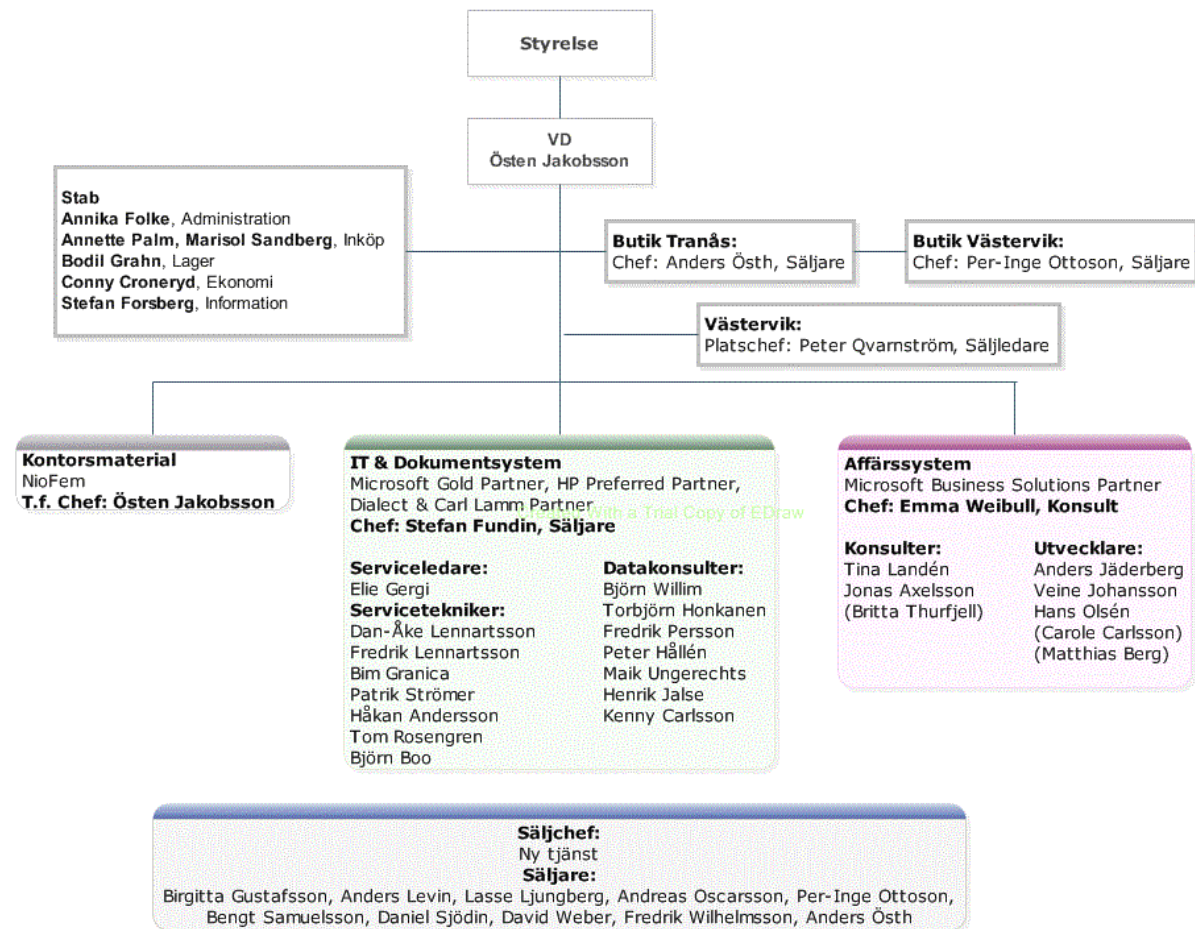 Styrelse
VD
Östen Jakobsson
Stab
Annika Folke, Administration
Annette Palm, Marisol Sandberg, Inköp
Bodil Grahn, Lager
Conny Croneryd, Ekonomi
Stefan Forsberg, Information
Butik Tranås:
Chef: Anders Östh, Säljare
Butik Västervik:
Chef: Per-Inge Ottoson, Säljare
Västervik:
Platschef: Peter Qvarnström, Säljledare
Kontorsmaterial
NioFem
T.f. Chef: Östen Jakobsson
IT & Dokumentsystem
Microsoft Gold Partner, HP Preferred Partner,
Dialect & Carl Lamm Partner
Created With a Trial Copy of EDraw
Chef: Stefan Fundin, Säljare
Serviceledare:
Elie Gergi
Servicetekniker:
Dan-Åke Lennartsson
Fredrik Lennartsson
Bim Granica
Patrik Strömer
Håkan Andersson
Tom Rosengren
Björn Boo
Datakonsulter:
Björn Willim
Torbjörn Honkanen
Fredrik Persson
Peter Hållén
Maik Ungerechts
Henrik Jalse
Kenny Carlsson
Affärssystem
Microsoft Business Solutions Partner
Chef: Emma Weibull, Konsult
Konsulter:
Tina Landén
Jonas Axelsson
(Britta Thurfjell)
Utvecklare:
Anders Jäderberg
Veine Johansson
Hans Olsén
(Carole Carlsson)
(Matthias Berg)
Säljchef:
Ny tjänst
Säljare:
Birgitta Gustafsson, Anders Levin, Lasse Ljungberg, Andreas Oscarsson, Per-Inge Ottoson,
Bengt Samuelsson, Daniel Sjödin, David Weber, Fredrik Wilhelmsson, Anders Östh